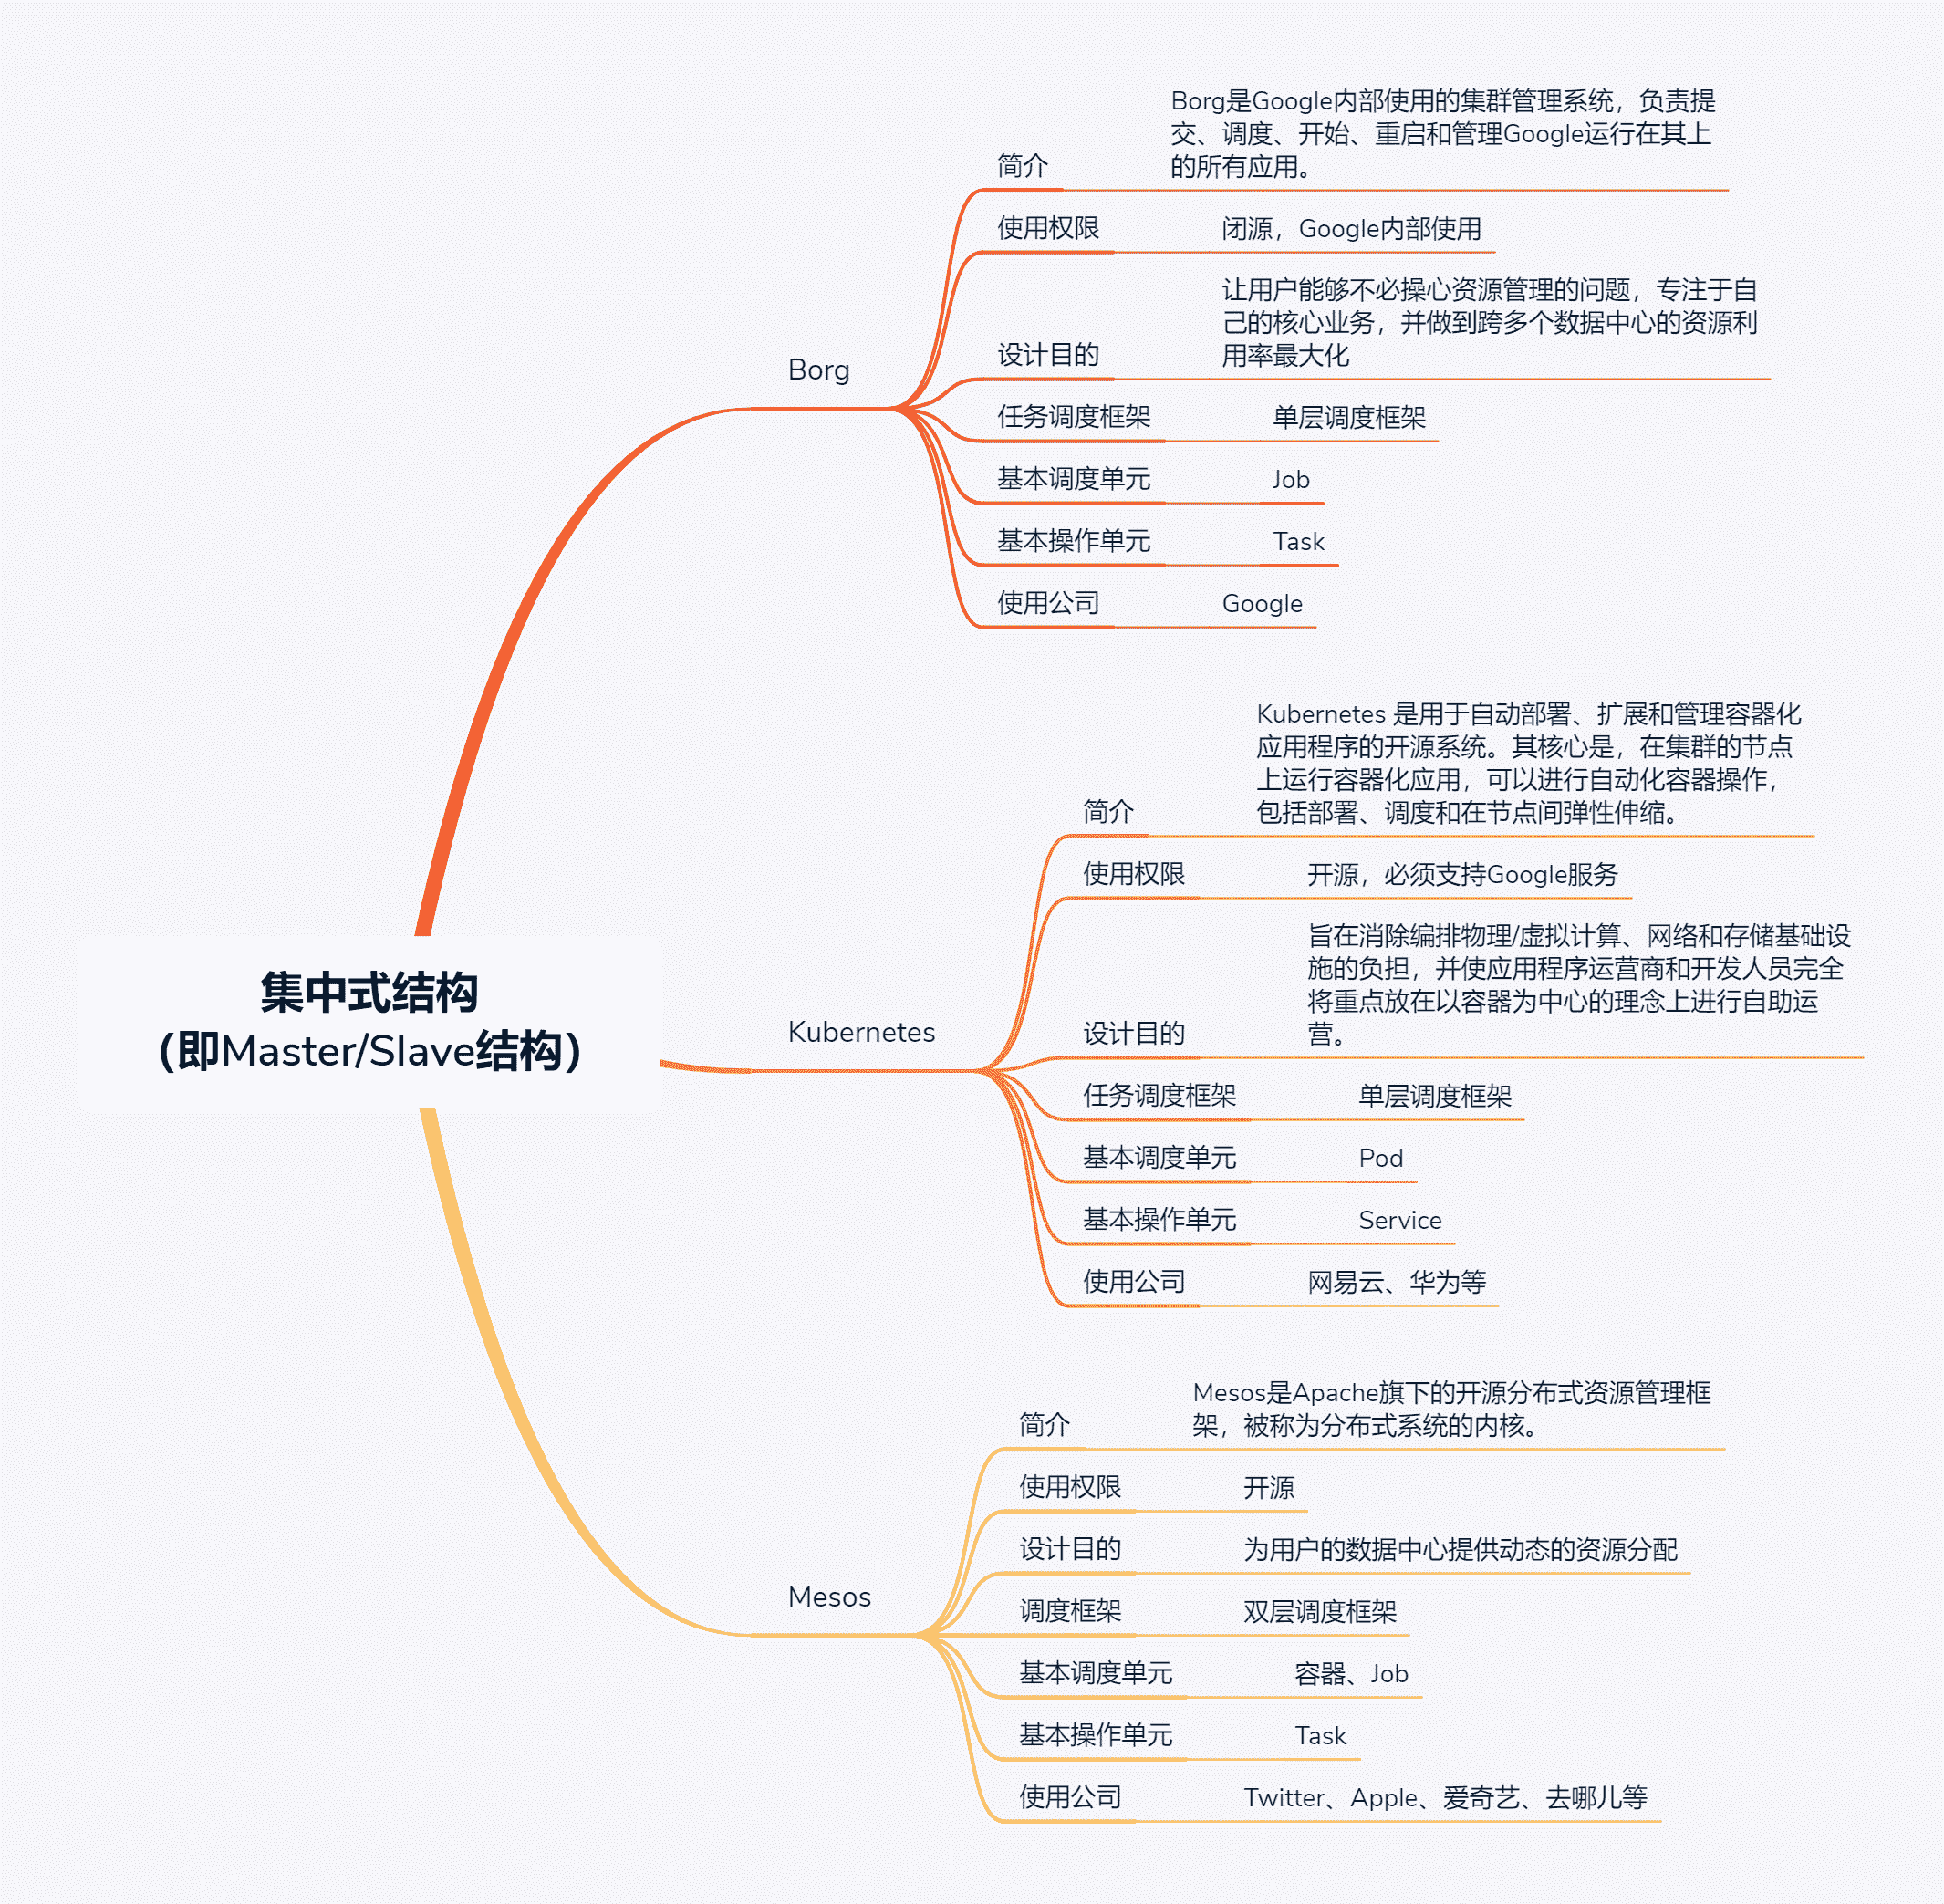 集中式结构
（即Master/Slave结构）
Borg
简介
Borg是Google内部使用的集群管理系统，负责提
交、调度、开始、重启和管理Google运行在其上
的所有应用。
使用权限
闭源，Google内部使用
设计目的
让用户能够不必操心资源管理的问题，专注于自
己的核心业务，并做到跨多个数据中心的资源利
用率最大化
任务调度框架
单层调度框架
基本调度单元
Job
基本操作单元
Task
使用公司
Google
Kubernetes
简介
Kubernetes 是用于自动部署、扩展和管理容器化
应用程序的开源系统。其核心是，在集群的节点
上运行容器化应用，可以进行自动化容器操作，
包括部署、调度和在节点间弹性伸缩。
使用权限
开源，必须支持Google服务
设计目的
旨在消除编排物理/虚拟计算、网络和存储基础设
施的负担，并使应用程序运营商和开发人员完全
将重点放在以容器为中心的理念上进行自助运
营。
任务调度框架
单层调度框架
基本调度单元
Pod
基本操作单元
Service
使用公司
网易云、华为等
Mesos
简介
Mesos是Apache旗下的开源分布式资源管理框
架，被称为分布式系统的内核。
使用权限
开源
设计目的
为用户的数据中心提供动态的资源分配
调度框架
双层调度框架
基本调度单元
容器、Job
基本操作单元
Task
使用公司
Twitter、Apple、爱奇艺、去哪儿等